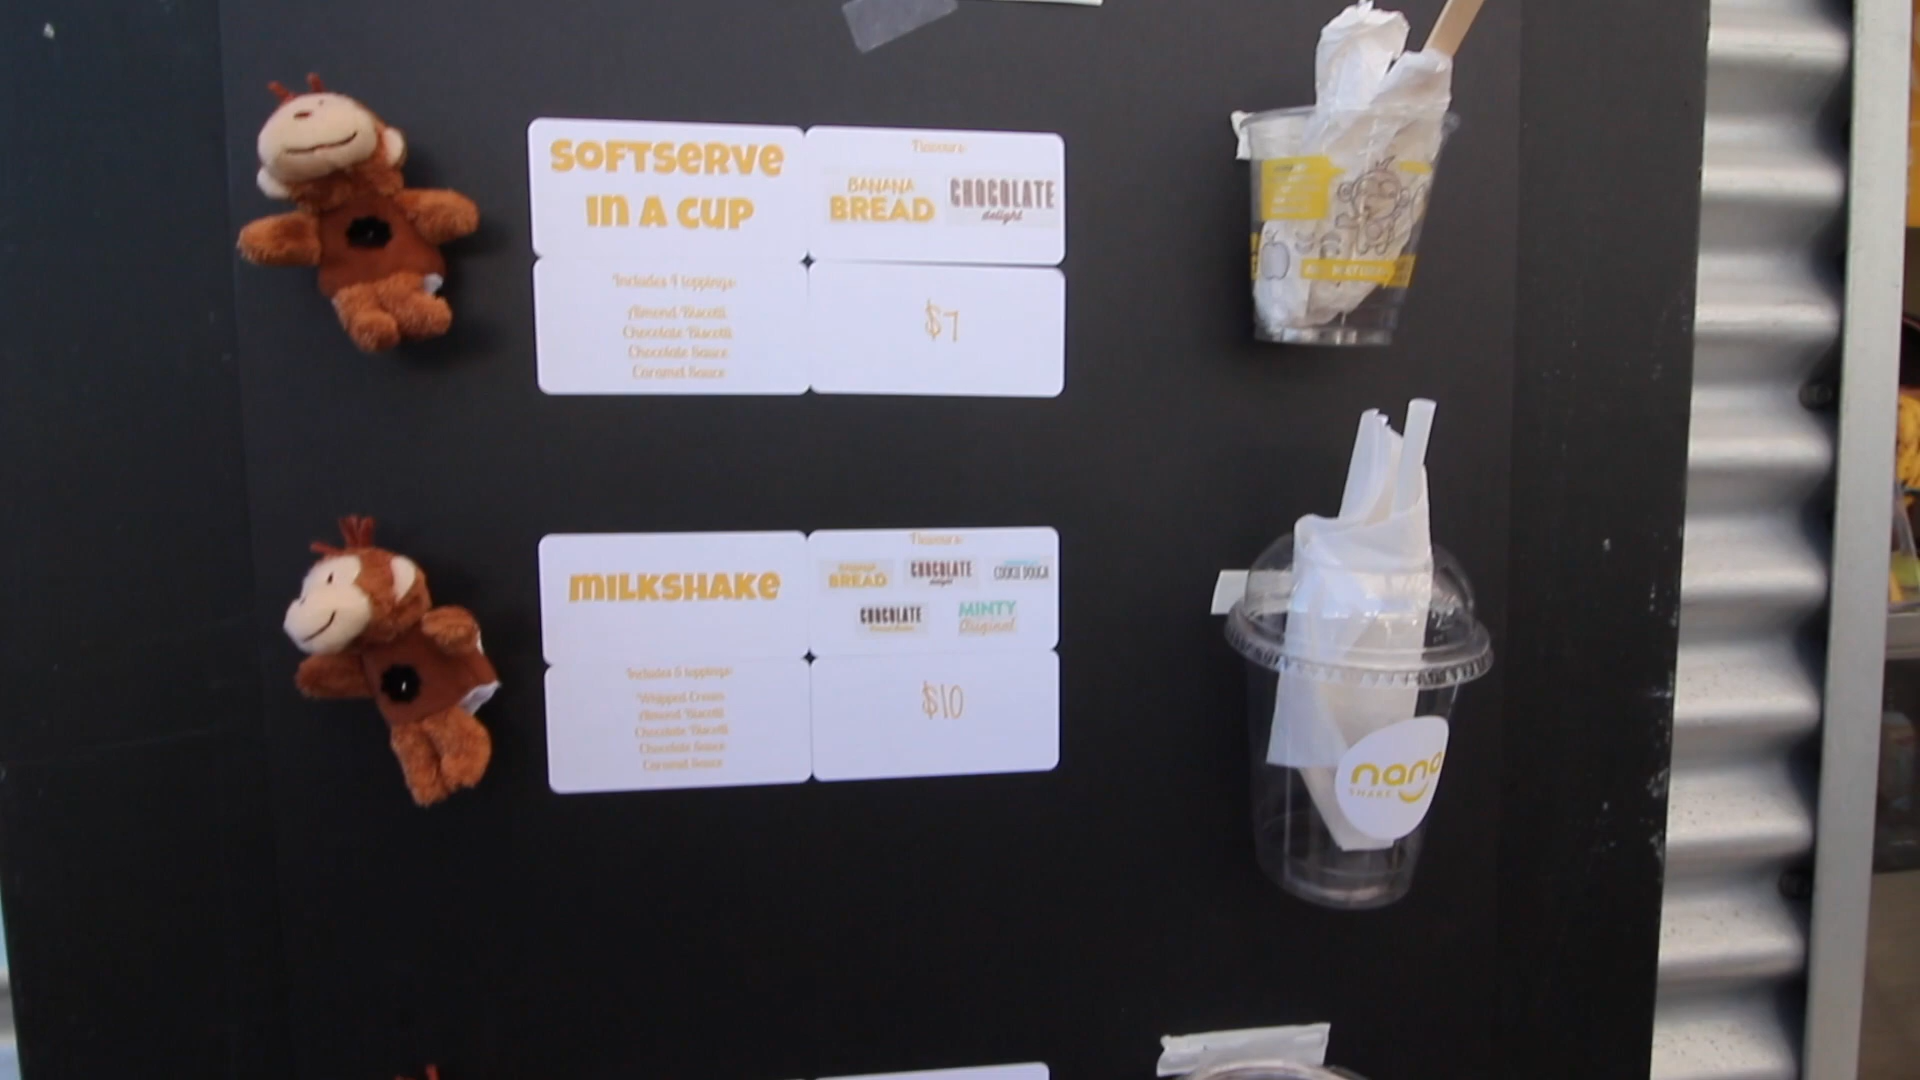 SOFTSERVE
IN A CUP
Flavours
BANANA
BREAD
CHOCOLATE
delight
Includes 4 toppings:
Almond Biscotti
Chocolate Biscotti
Chocolate Sauce
Caramel Sauce
$7
MILKSHAKE
Flavours
BANANA
BREAD
CHOCOLATE
delight
COOKIE DOUGH
CHOCOLATE
MINTY
Original
Includes 5 toppings:
Whipped Cream
Almond Biscotti
Chocolate Biscotti
Chocolate Sauce
Caramel Sauce
$10
nana
SHAKE